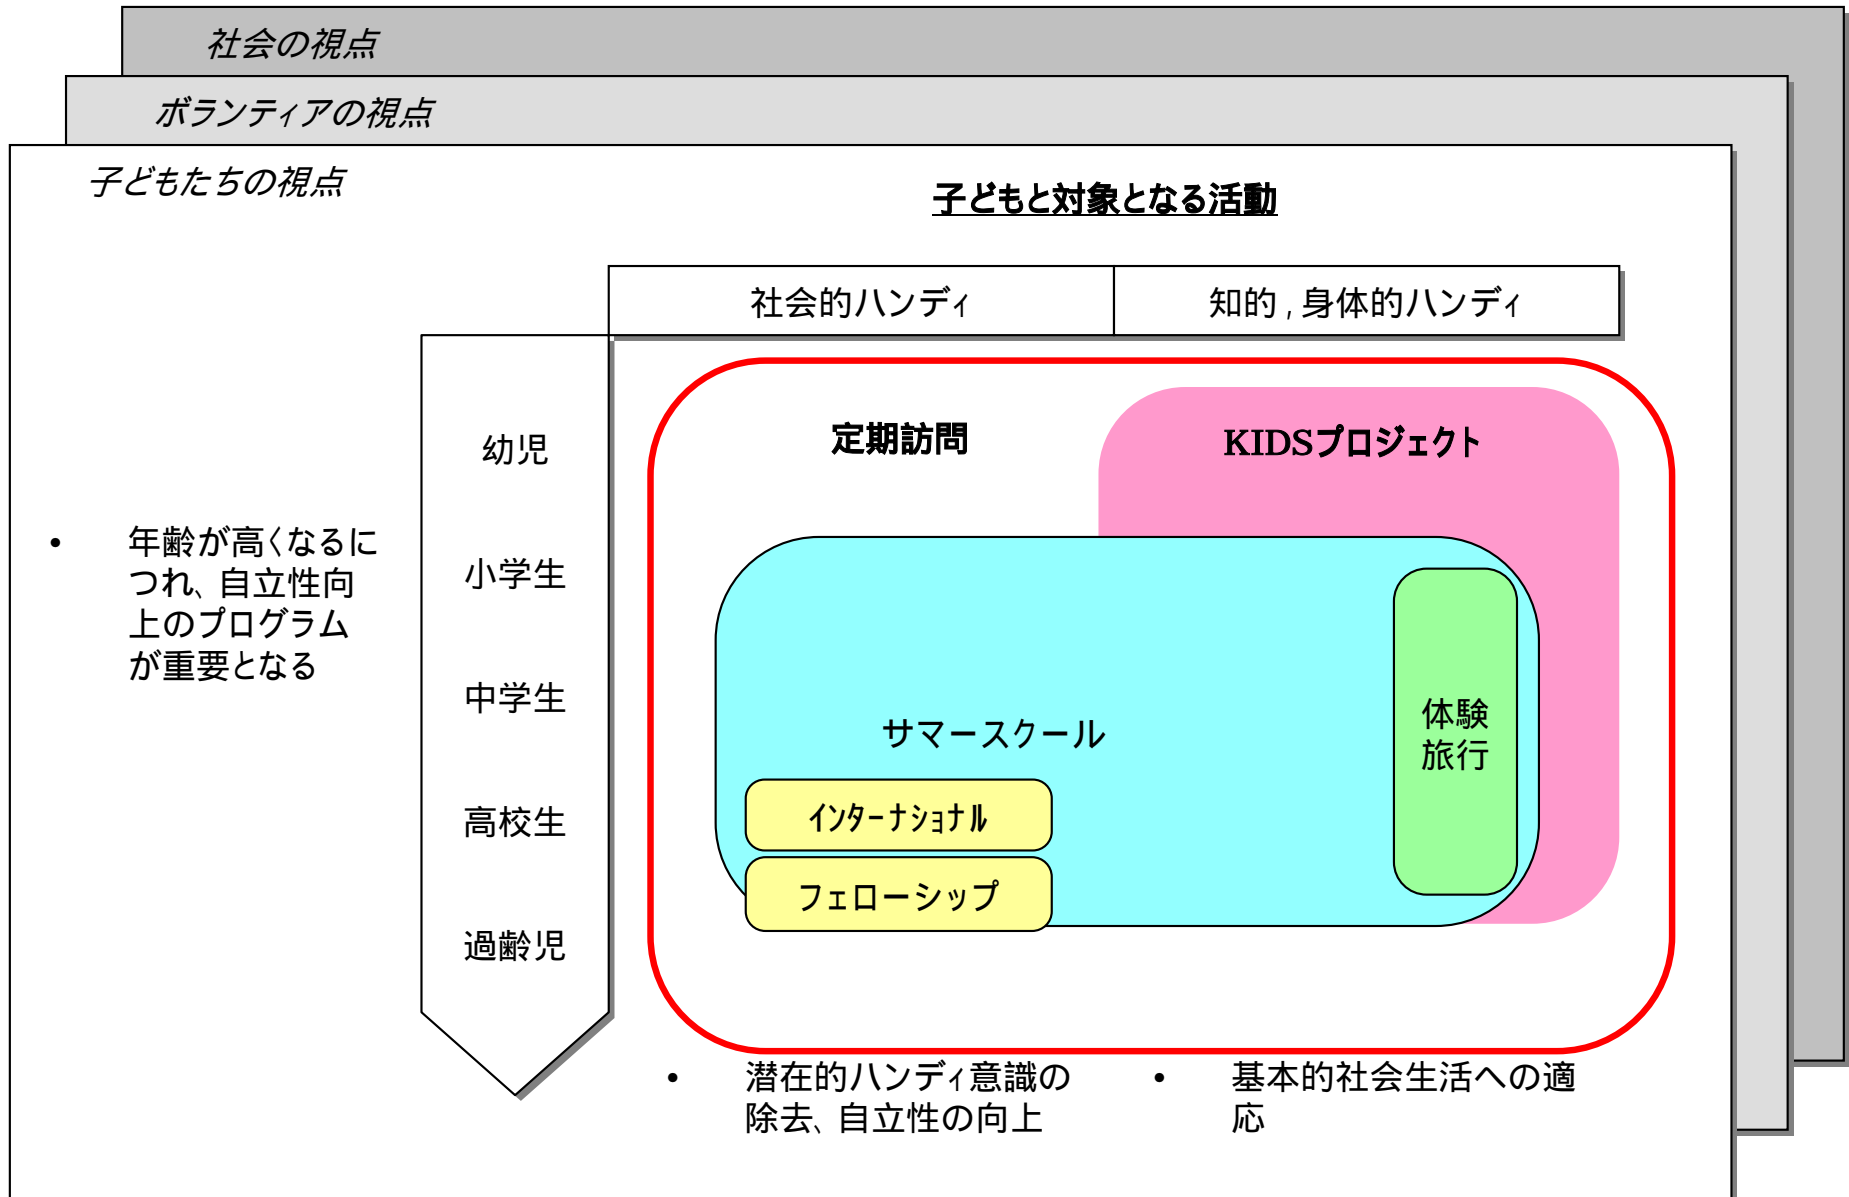 社会の視点
ボランティアの視点
子どもたちの視点
子どもと対象となる活動
社会的ハンディ
知的，身体的ハンディ
幼児
小学生
中学生
高校生
過齢児
• 年齢が高くなるに
つれ、自立性向
上のプログラム
が重要となる
定期訪問
KIDSプロジェクト
サマースクール
体験
旅行
インターナショナル
フェローシップ
• 潜在的ハンディ意識の
除去、自立性の向上
• 基本的社会生活への適
応